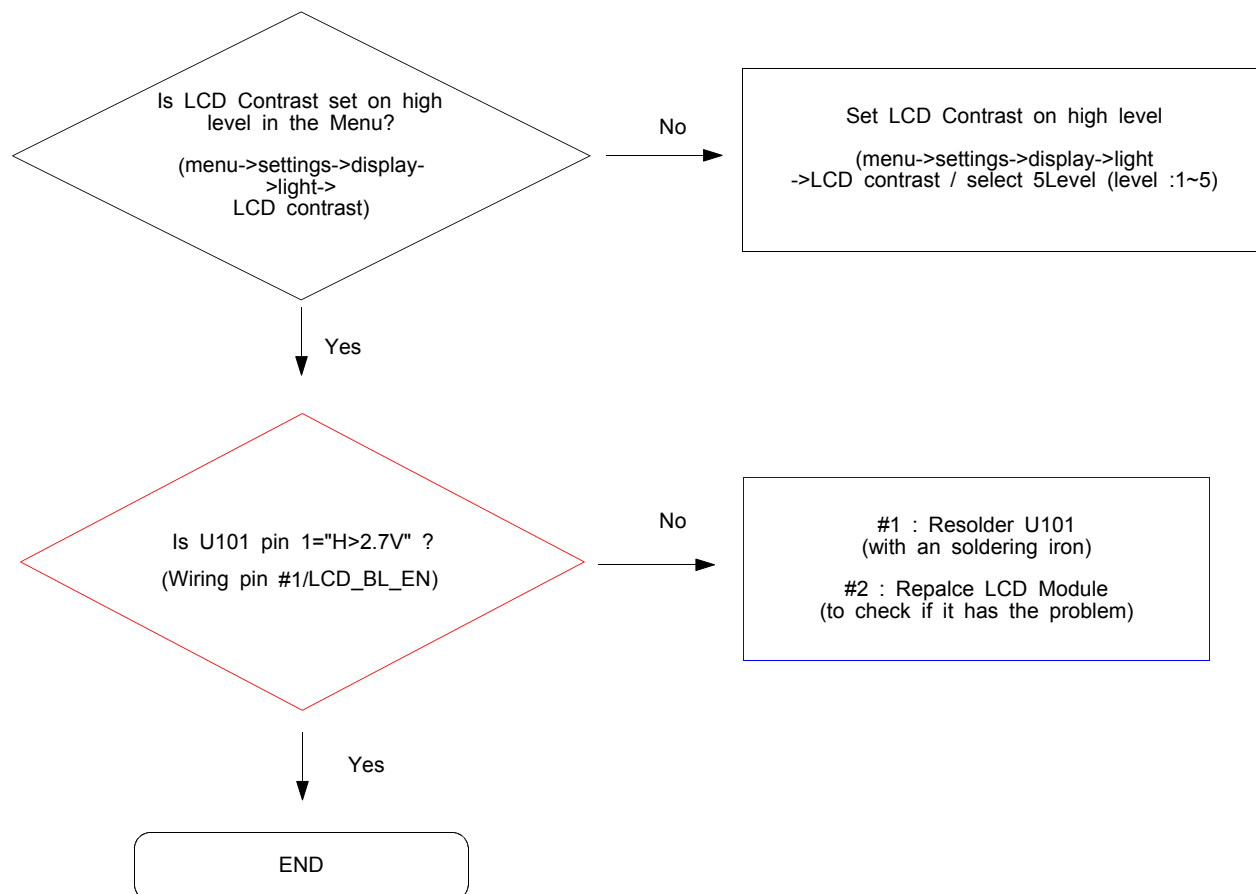 Is LCD Contrast set on high
level in the Menu?
(menu->settings->display-
>light->
LCD contrast)
No
Set LCD Contrast on high level
(menu->settings->display->light
->LCD contrast / select 5Level (level :1~5)
Yes
Is U101 pin 1="H>2.7V" ?
(Wiring pin #1/LCD_BL_EN)
No
#1 : Resolder U101
(with an soldering iron)
#2 : Repalce LCD Module
(to check if it has the problem)
Yes
END